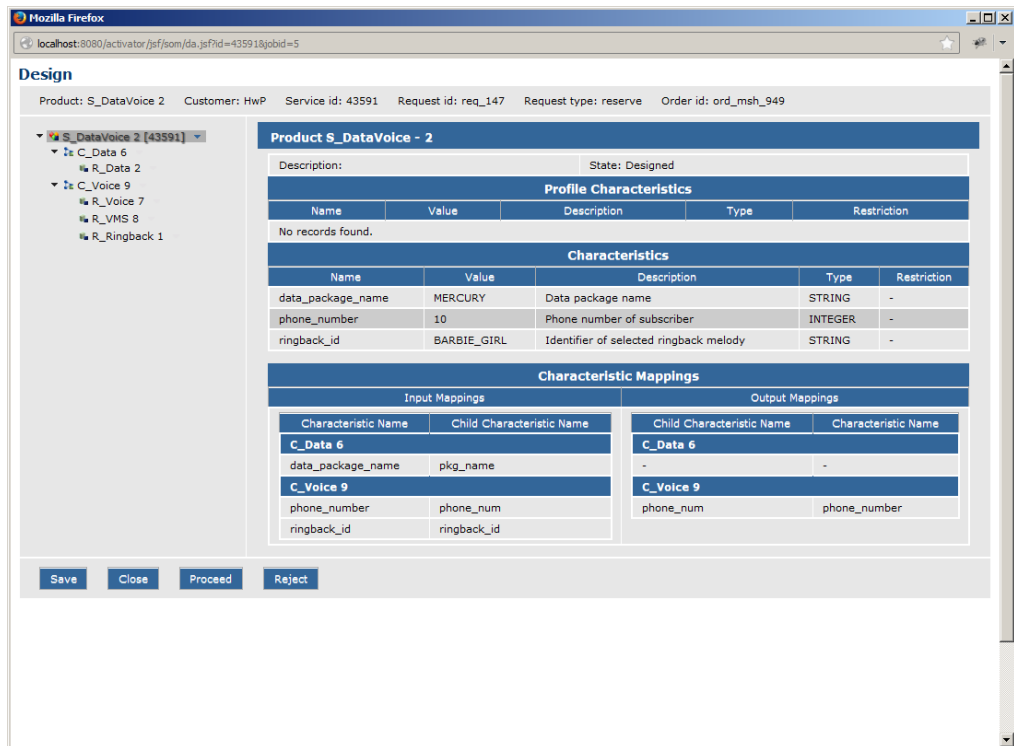 Mozilla Firefox
localhost:8080/activator/jsf/som/da.jsf?id=43591&jobid=5
Design
Product: S_DataVoice 2 Customer: HwP Service id: 43591 Request id: req_147 Request type: reserve Order id: ord_msh_949
S_DataVoice 2 [43591]
C_Data 6
R_Data 2
C_Voice 9
R_Voice 7
R_VMS 8
R_Ringback 1
Product S_DataVoice - 2
Description: State: Designed
Profile Characteristics
Name Value Description Type Restriction
No records found.
Characteristics
Name Value Description Type Restriction
data_package_name MERCURY Data package name STRING -
phone_number 10 Phone number of subscriber INTEGER -
ringback_id BARBIE_GIRL Identifier of selected ringback melody STRING -
Characteristic Mappings
Input Mappings Output Mappings
Characteristic Name Child Characteristic Name Child Characteristic Name Characteristic Name
C_Data 6 C_Data 6
data_package_name pkg_name - -
C_Voice 9 C_Voice 9
phone_number phone_num phone_num phone_number
ringback_id ringback_id
Save Close Proceed Reject